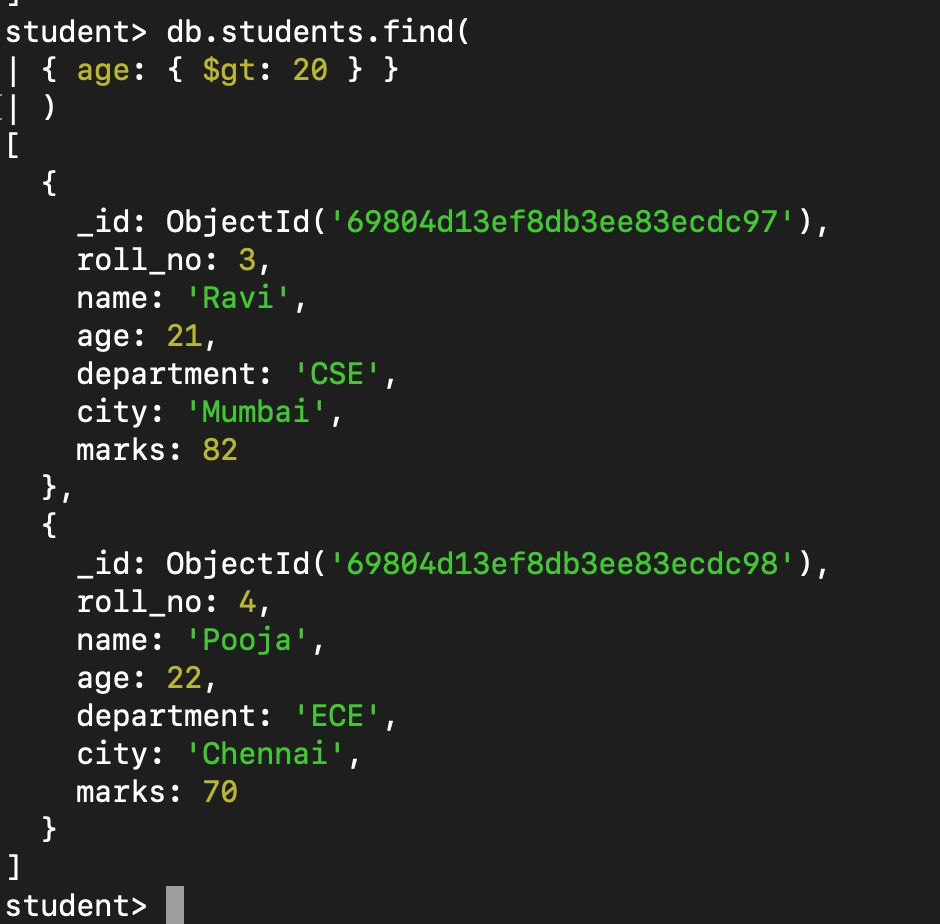 ]
student> db.students.find(
| { age: { $gt: 20 } }
| )
[
  {
    _id: ObjectId('69804d13ef8db3ee83ecdc97'),
    roll_no: 3,
    name: 'Ravi',
    age: 21,
    department: 'CSE',
    city: 'Mumbai',
    marks: 82
  },
  {
    _id: ObjectId('69804d13ef8db3ee83ecdc98'),
    roll_no: 4,
    name: 'Pooja',
    age: 22,
    department: 'ECE',
    city: 'Chennai',
    marks: 70
  }
]
student>